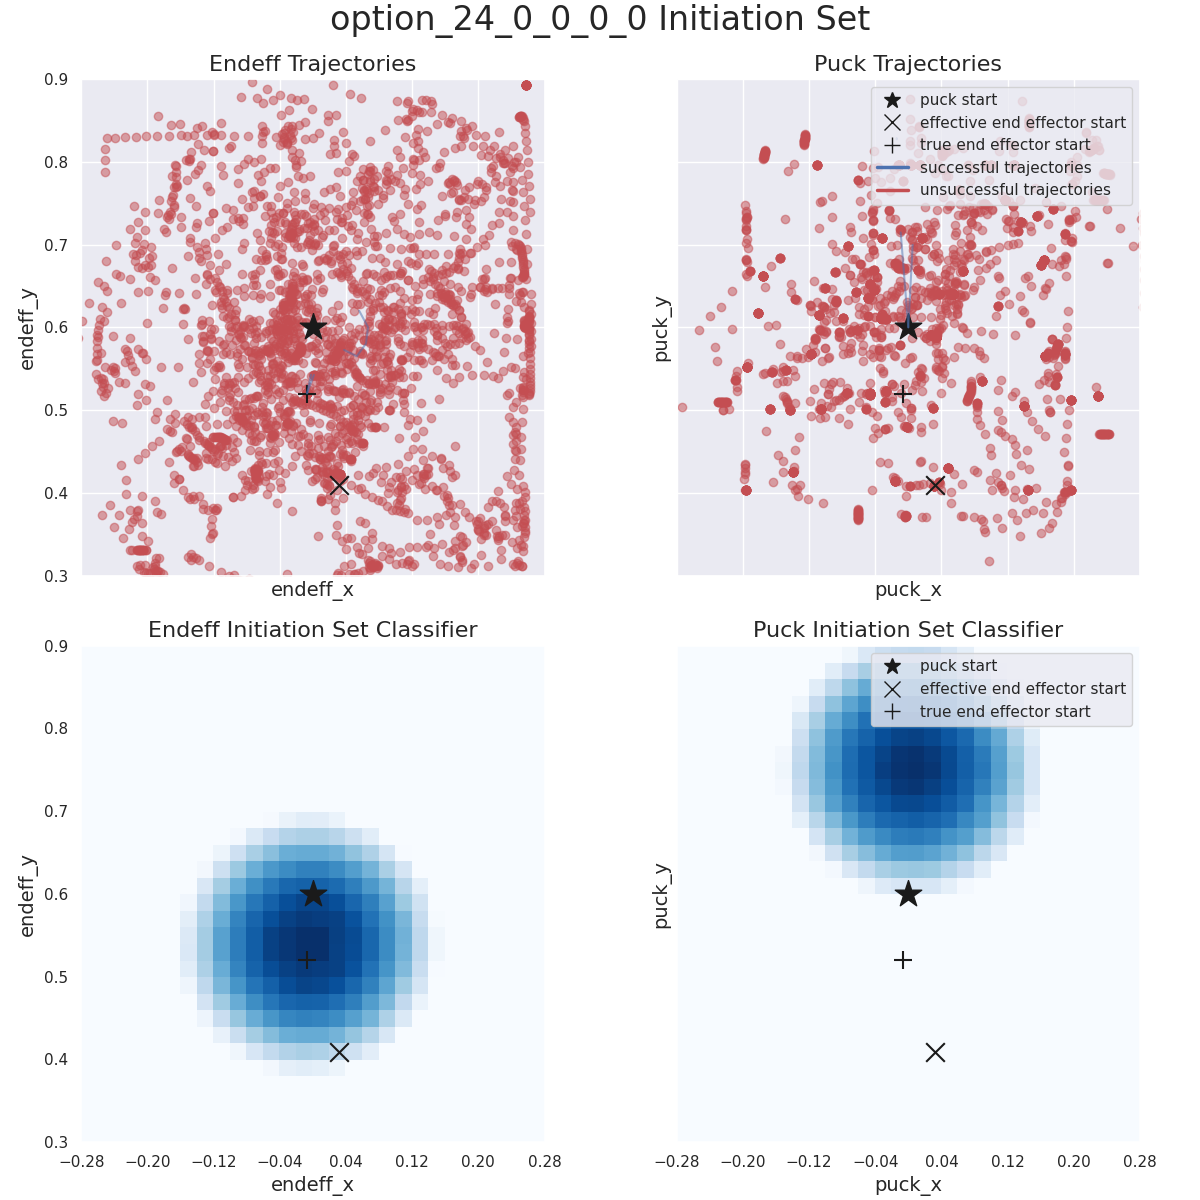 option_24_0_0_0_0 Initiation Set
Endeff Trajectories
endeff_y
0.9
0.8
0.7
0.6
0.5
0.4
0.3
endeff_x
Puck Trajectories
puck_y
puck start
effective end effector start
true end effector start
successful trajectories
unsuccessful trajectories
puck_x
Endeff Initiation Set Classifier
endeff_y
0.9
0.8
0.7
0.6
0.5
0.4
0.3
−0.28 −0.20 −0.12 −0.04 0.04 0.12 0.20 0.28
endeff_x
Puck Initiation Set Classifier
puck_y
puck start
effective end effector start
true end effector start
−0.28 −0.20 −0.12 −0.04 0.04 0.12 0.20 0.28
puck_x